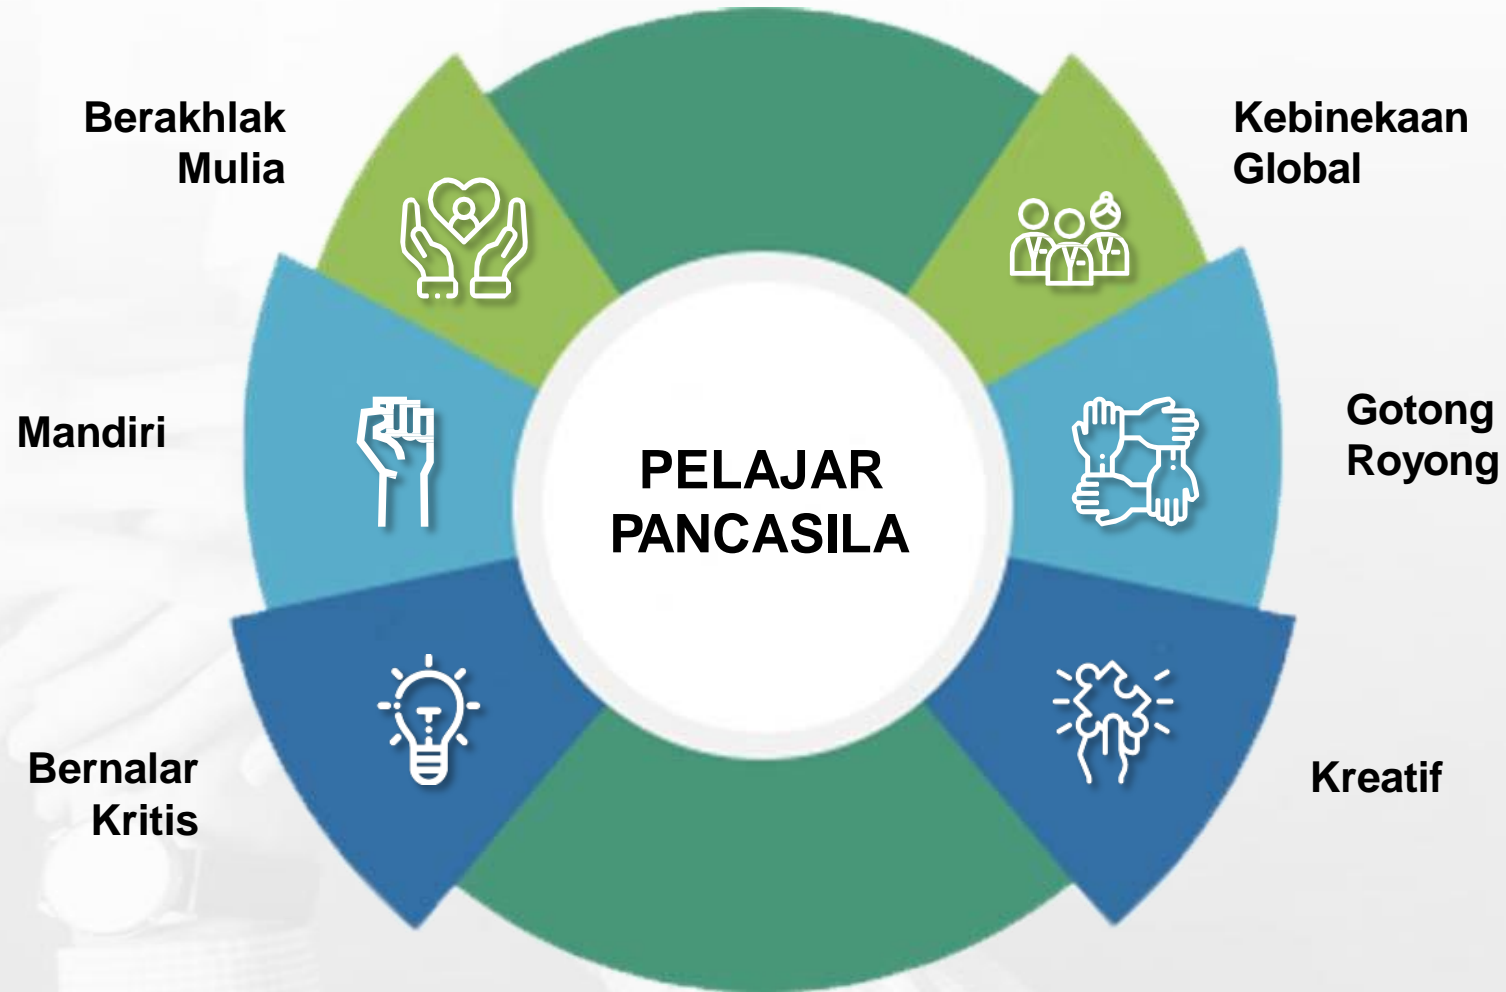 Berakhlak
Mulia
Kebinekaan
Global
Mandiri
PELAJAR
PANCASILA
Gotong
Royong
Bernalar
Kritis
Kreatif